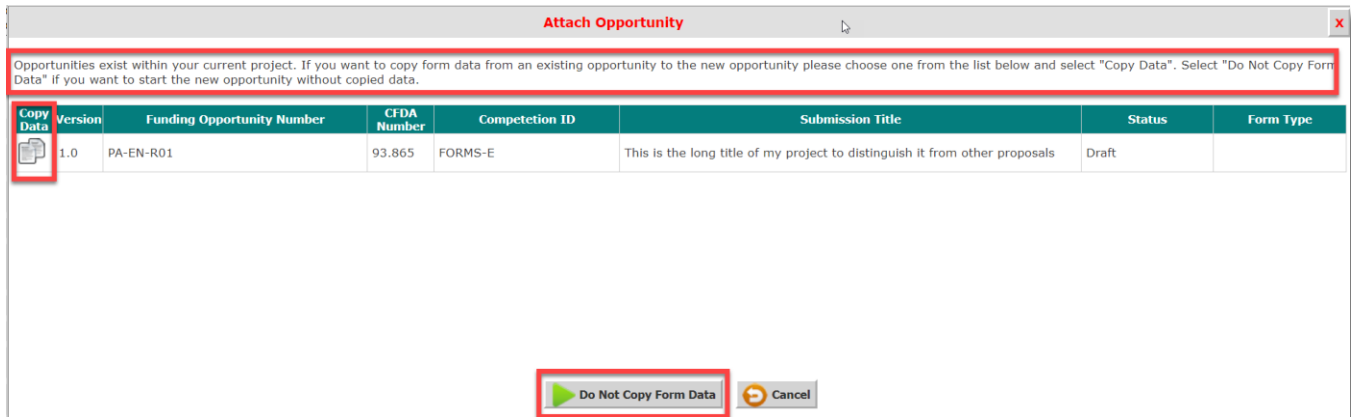 Attach Opportunity
x
Opportunities exist within your current project. If you want to copy form data from an existing opportunity to the new opportunity please choose one from the list below and select "Copy Data". Select "Do Not Copy Form
Data" if you want to start the new opportunity without copied data.
Copy Data Version Funding Opportunity Number CFDA Number Competetion ID Submission Title Status Form Type
1.0 PA-EN-R01 93.865 FORMS-E This is the long title of my project to distinguish it from other proposals Draft
Do Not Copy Form Data Cancel